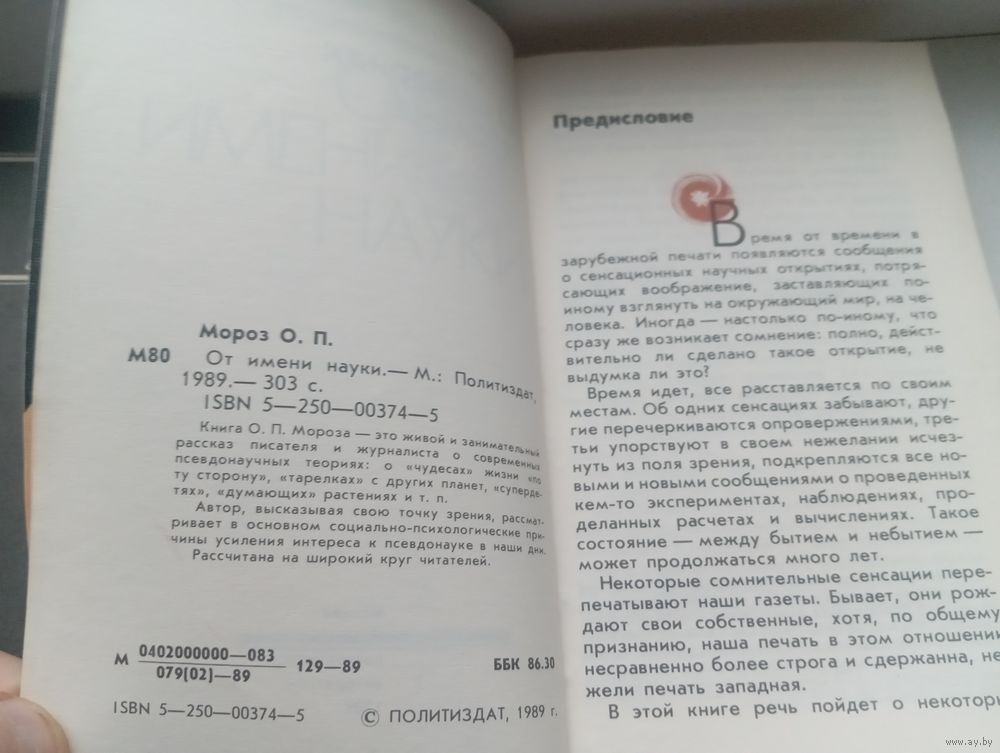 Мороз О. П.
М80 От имени науки.— М.: Политиздат,
1989.— 303 с.
ISBN 5—250—00374—5
Книга О. П. Мороза — это живой и занимательный
рассказ писателя и журналиста о современных
псевдонаучных теориях: о «чудесах» жизни «по
ту сторону», «тарелках» с других планет, «суперде-
тях», «думающих» растениях и т. п.
Автор, высказывая свою точку зрения, рассмат-
ривает в основном социально-психологические при-
чины усиления интереса к псевдонауке в наши дни.
Рассчитана на широкий круг читателей.
М 0402000000—083
079(02)—89
129—89
ББК 86.30
ISBN 5—250—00374—5
© ПОЛИТИЗДАТ, 1989 г.
Предисловие
Время от времени в
зарубежной печати появляются сообщения
о сенсационных научных открытиях, потря-
сающих воображение, заставляющих по-
иному взглянуть на окружающий мир, на че-
ловека. Иногда — настолько по-иному, что
сразу же возникает сомнение: полно, дейст-
вительно ли сделано такое открытие, не
выдумка ли это?
Время идет, все расставляется по своим
местам. Об одних сенсациях забывают, дру-
гие перечеркиваются опровержениями, тре-
тьи упорствуют в своем нежелании исчез-
нуть из поля зрения, подкрепляются все но-
выми и новыми сообщениями о проведенных
кем-то экспериментах, наблюдениях, про-
деланных расчетах и вычислениях. Такое
состояние — между бытием и небытием —
может продолжаться много лет.
Некоторые сомнительные сенсации пере-
печатывают наши газеты. Бывает, они рож-
дают свои собственные, хотя, по общему
признанию, наша печать в этом отношении
несравненно более строга и сдержанна, не-
жели печать западная.
В этой книге речь пойдет о некоторы
www.ay.by